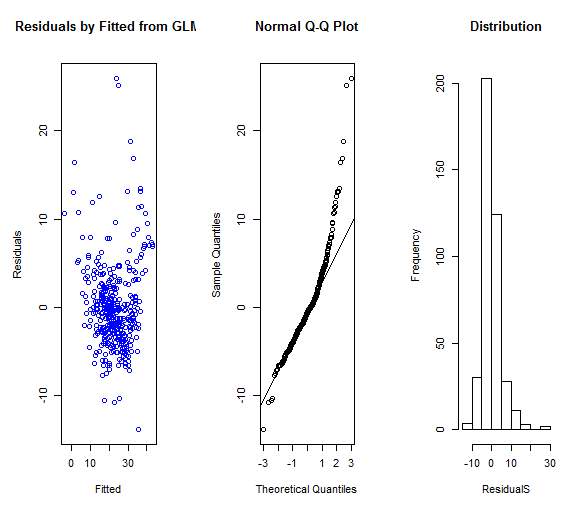 Residuals by Fitted from GLM
Residuals
20
10
0
-10
0 10 30
Fitted
Normal Q-Q Plot
Sample Quantiles
20
10
0
-10
-3 -1 1 2 3
Theoretical Quantiles
Distribution
Frequency
200
150
100
50
0
-10 0 10 30
ResidualS